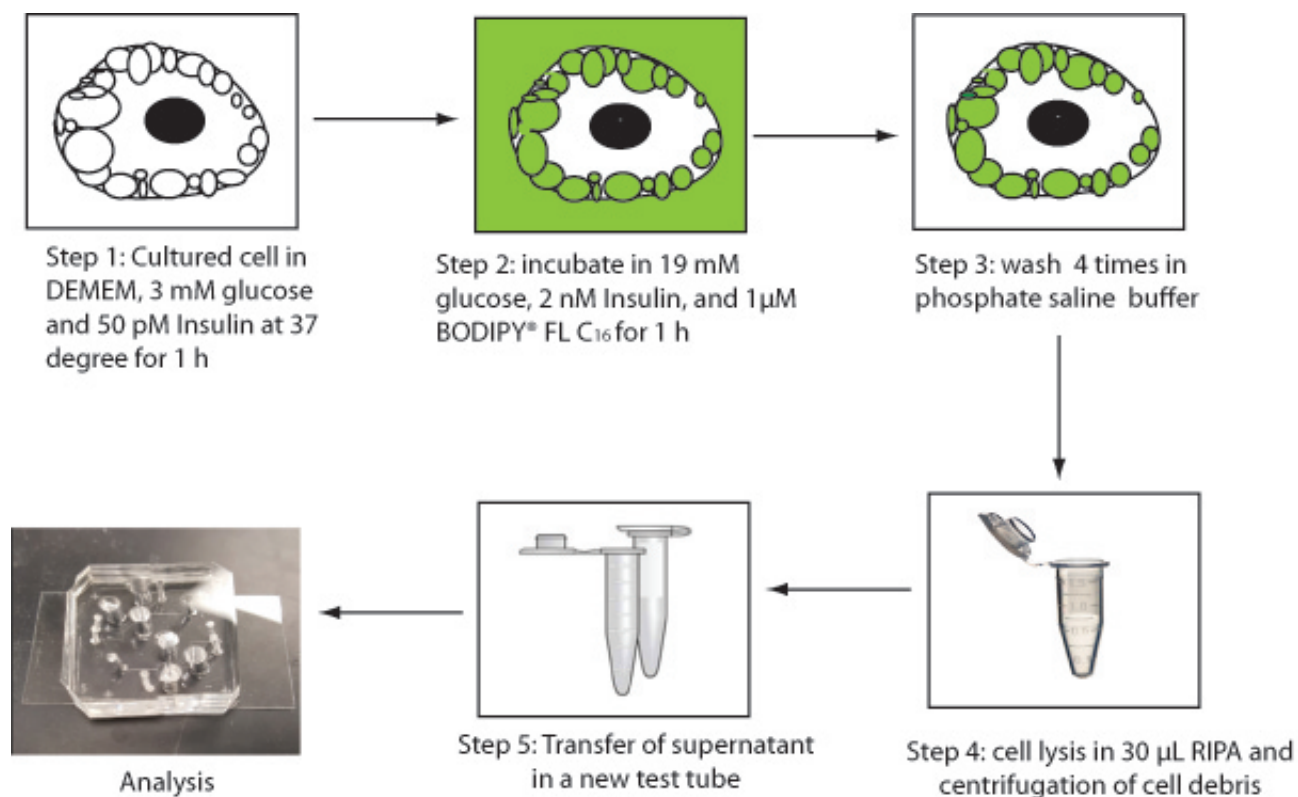 Step 1: Cultured cell in
DEMEM, 3 mM glucose
and 50 pM Insulin at 37
degree for 1 h
Step 2: incubate in 19 mM
glucose, 2 nM Insulin, and 1µM
BODIPY® FL C₁₆ for 1 h
Step 3: wash 4 times in
phosphate saline buffer
Step 4: cell lysis in 30 µL RIPA and
centrifugation of cell debris
Step 5: Transfer of supernatant
in a new test tube
Analysis